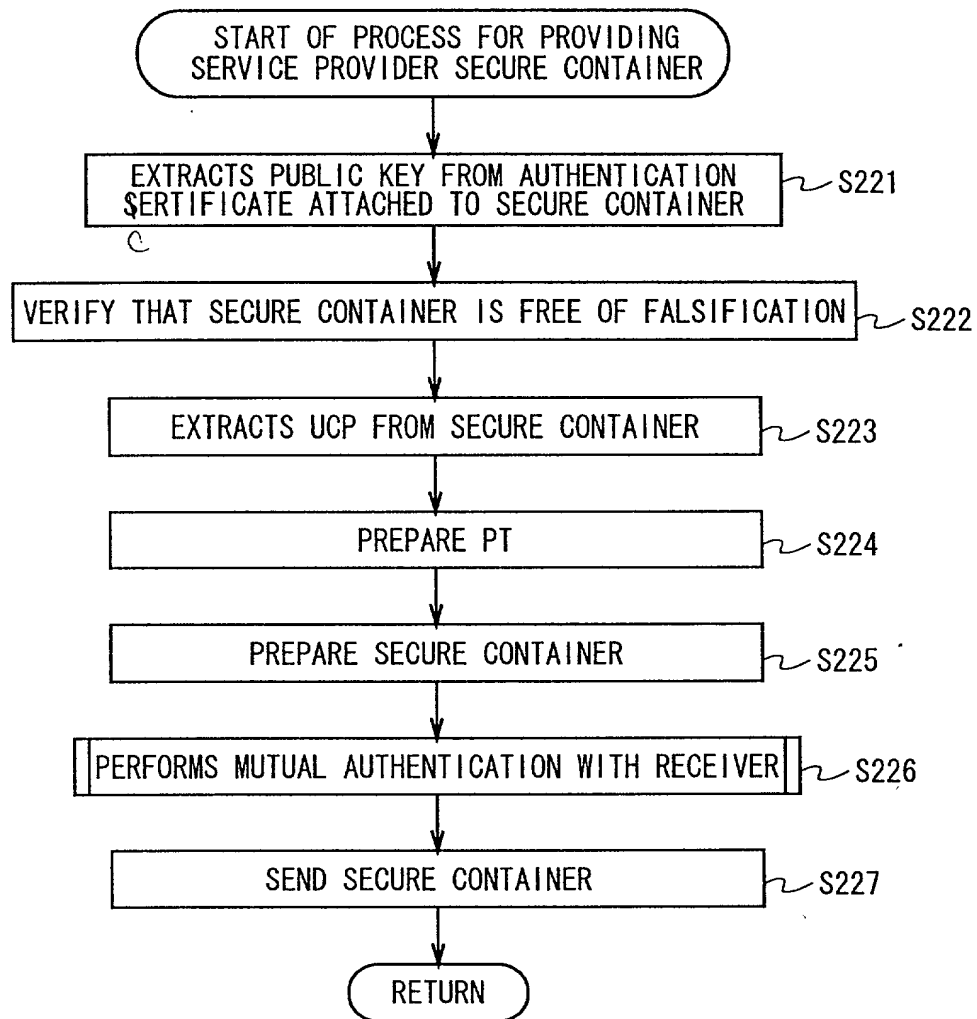 START OF PROCESS FOR PROVIDING
SERVICE PROVIDER SECURE CONTAINER
EXTRACTS PUBLIC KEY FROM AUTHENTICATION
SERTIFICATE ATTACHED TO SECURE CONTAINER
C
S221
VERIFY THAT SECURE CONTAINER IS FREE OF FALSIFICATION
S222
EXTRACTS UCP FROM SECURE CONTAINER
S223
PREPARE PT
S224
PREPARE SECURE CONTAINER
S225
PERFORMS MUTUAL AUTHENTICATION WITH RECEIVER
S226
SEND SECURE CONTAINER
S227
RETURN